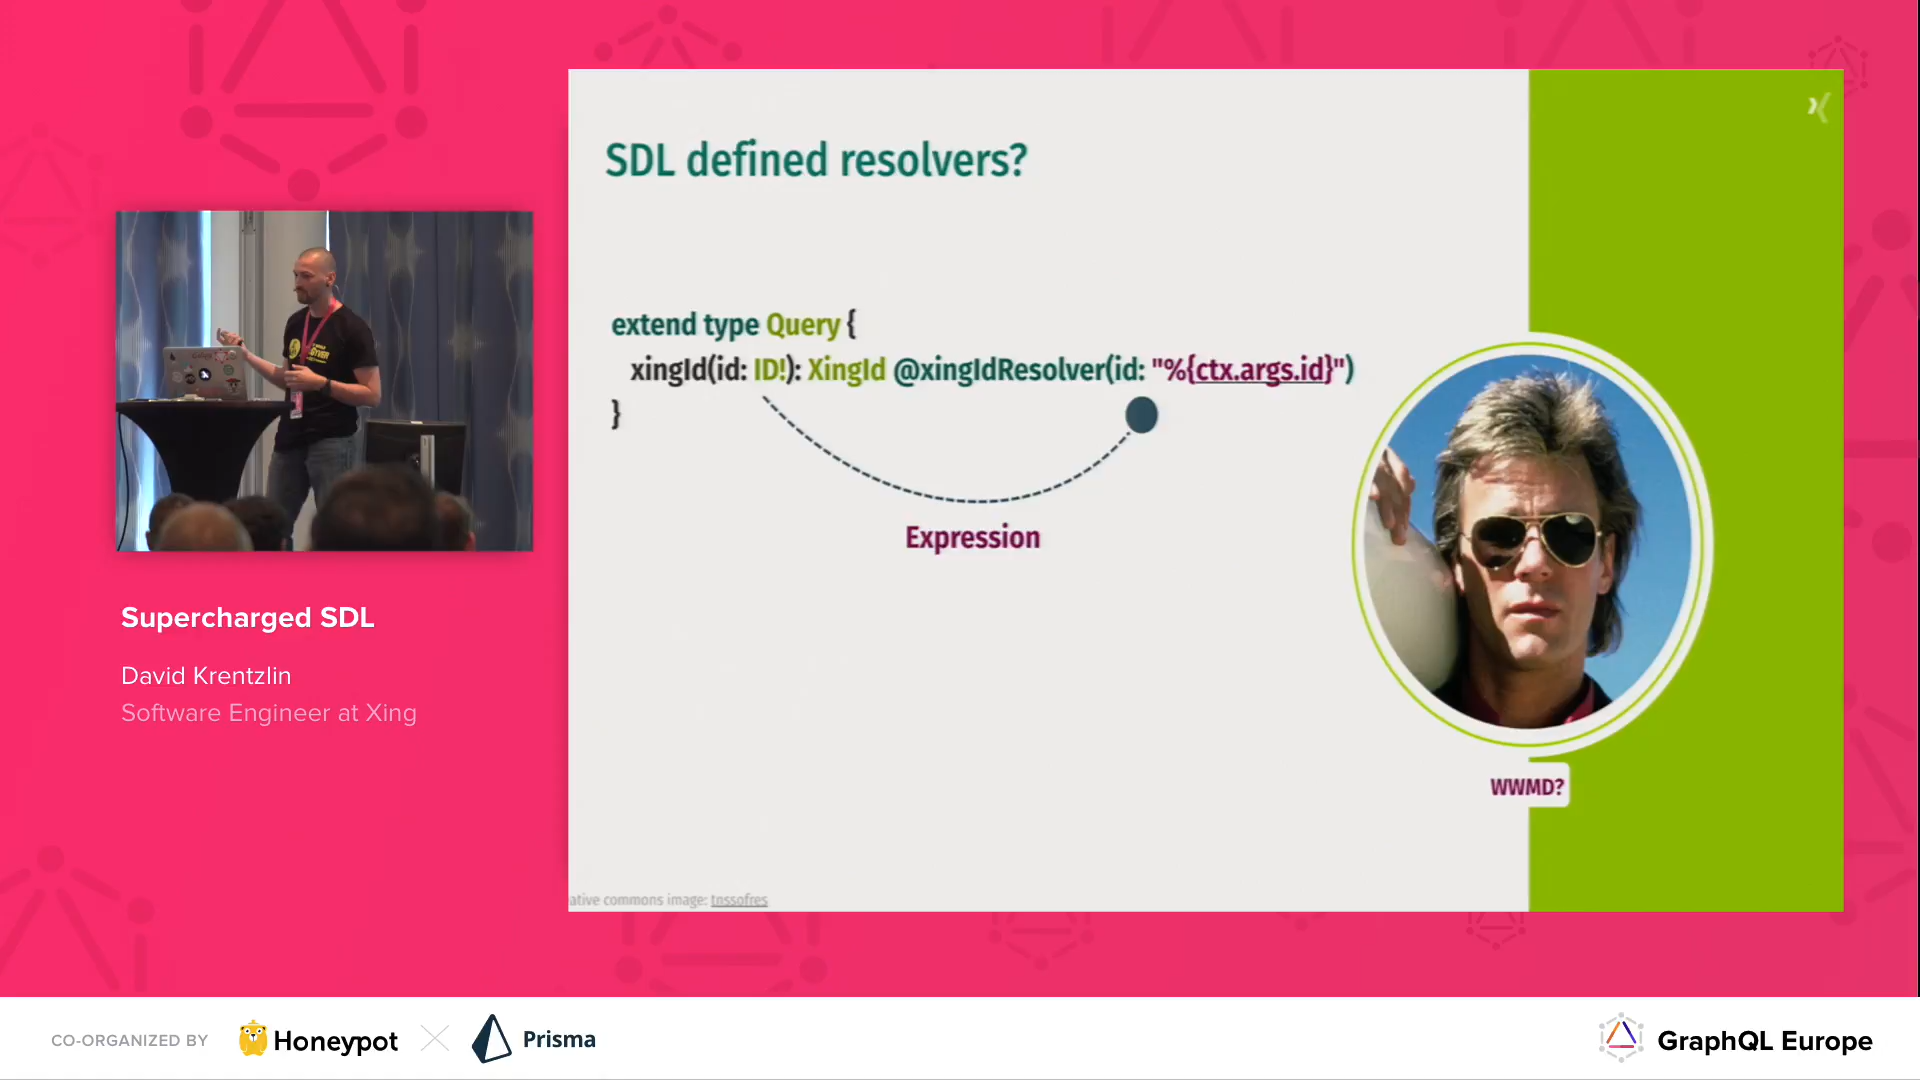 SDL defined resolvers?
extend type Query {
xingId(id: ID!): XingId @xingIdResolver(id: "%{ctx.args.id}")
}
Expression
WWMD?
ative commons image: tnssofres
Supercharged SDL
David Krentzlin
Software Engineer at Xing
CO-ORGANIZED BY
Honeypot
Prisma
GraphQL Europe